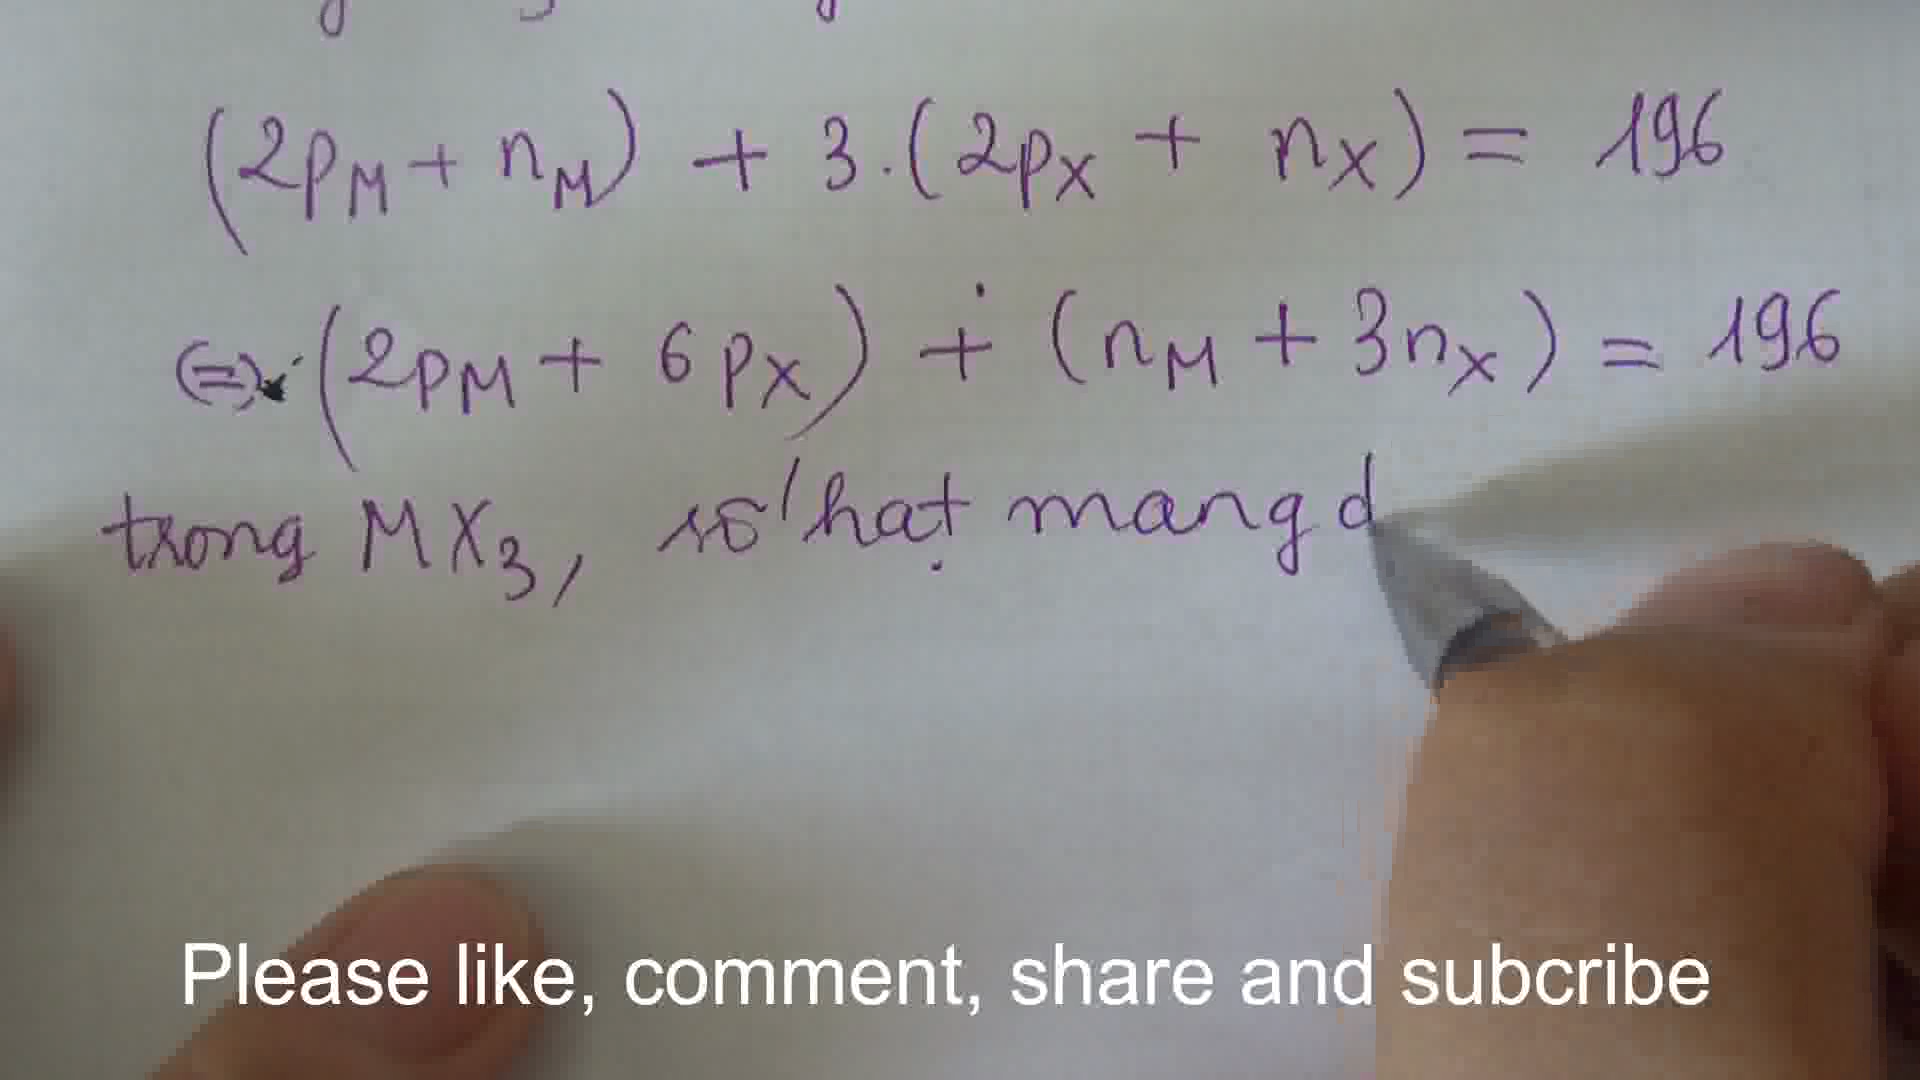 (2pM + nM) + 3.(2pX + nX) = 196
(=) (2pM + 6pX) + (nM + 3nX) = 196
trong MX3, số hạt mang d
Please like, comment, share and subcribe